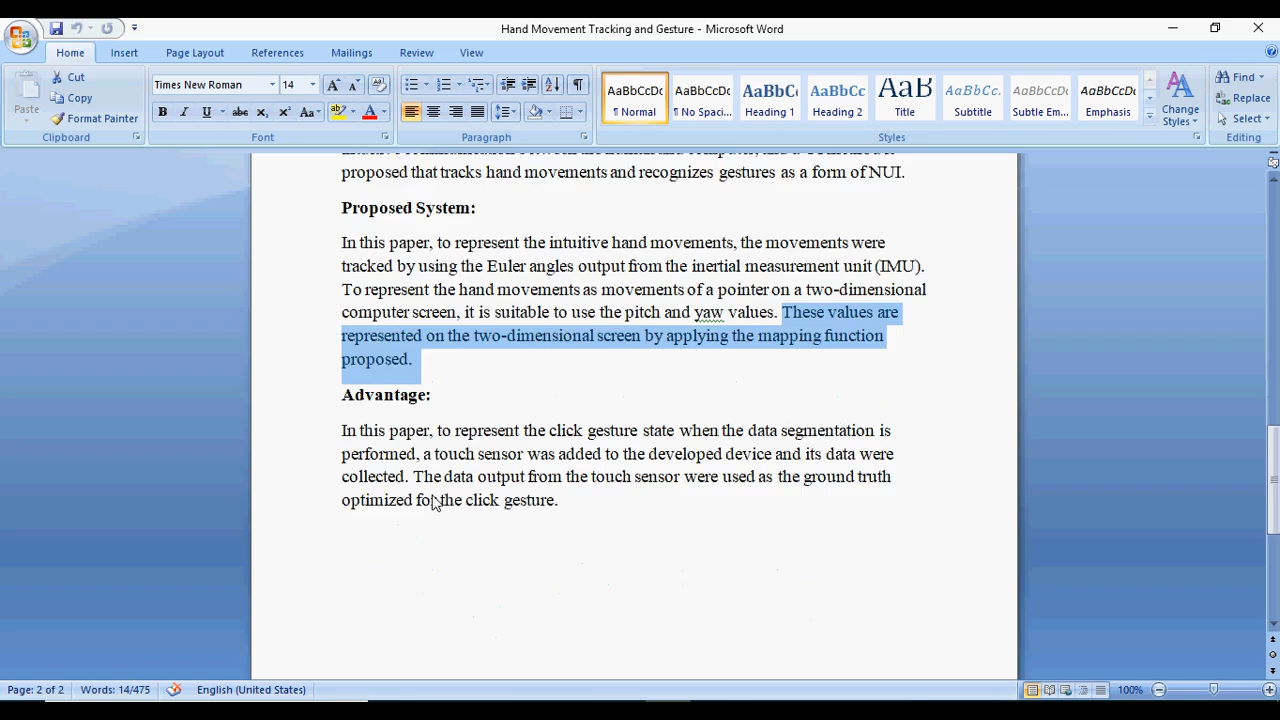 Hand Movement Tracking and Gesture - Microsoft Word
Home Insert Page Layout References Mailings Review View
Paste
Cut
Copy
Format Painter
Clipboard
Times New Roman 14
Font
Paragraph
AaBbCcDc AaBbCcDc AaBbC AaBbCc AaB AaBbCc. AaBbCcDc AaBbCcDc
¶ Normal ¶ No Spaci... Heading 1 Heading 2 Title Subtitle Subtle Em... Emphasis
Change Styles
Styles
Find
Replace
Select
Editing
proposed that tracks hand movements and recognizes gestures as a form of NUI.
Proposed System:
In this paper, to represent the intuitive hand movements, the movements were
tracked by using the Euler angles output from the inertial measurement unit (IMU).
To represent the hand movements as movements of a pointer on a two-dimensional
computer screen, it is suitable to use the pitch and yaw values. These values are
represented on the two-dimensional screen by applying the mapping function
proposed.
Advantage:
In this paper, to represent the click gesture state when the data segmentation is
performed, a touch sensor was added to the developed device and its data were
collected. The data output from the touch sensor were used as the ground truth
optimized for the click gesture.
Page: 2 of 2 Words: 14/475 English (United States) 100%